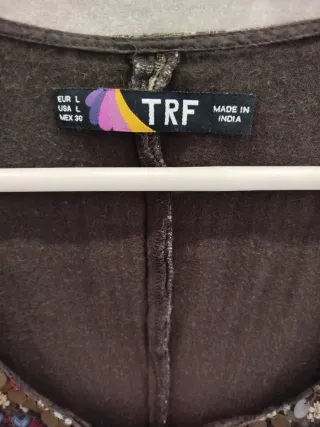 EUR L
USA L
MEX 30
TRF
MADE IN
INDIA